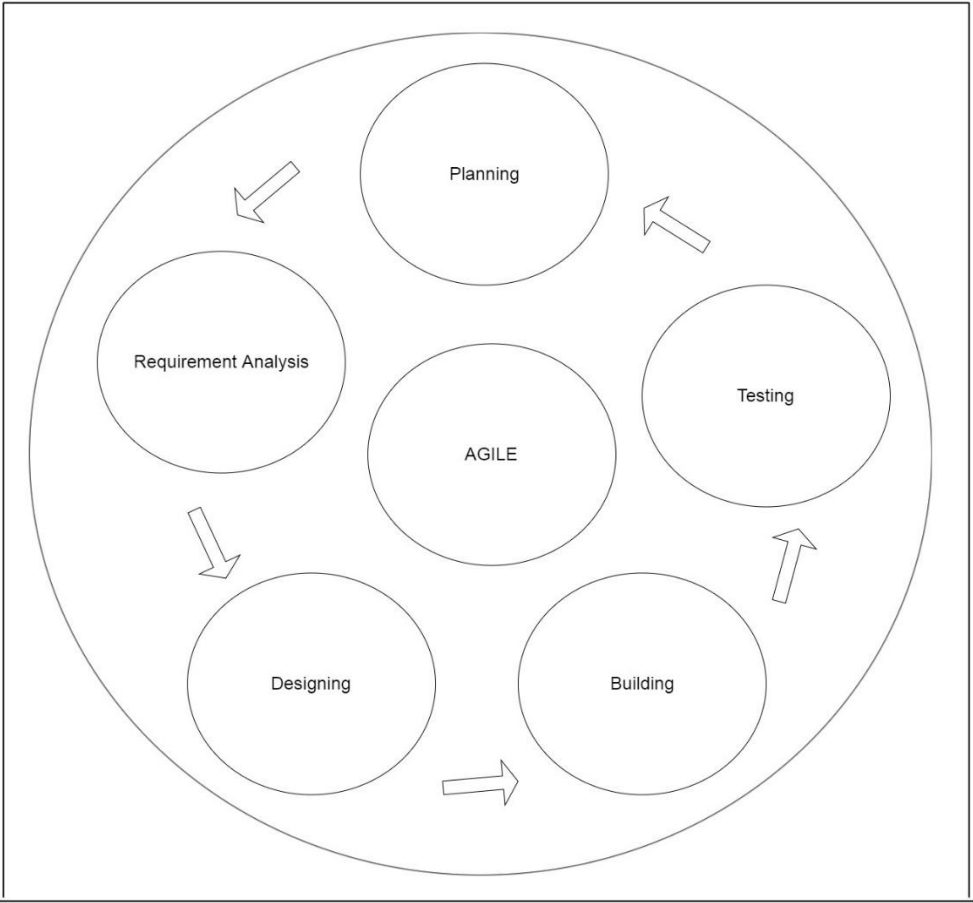 Planning
Requirement Analysis
Testing
AGILE
Designing
Building